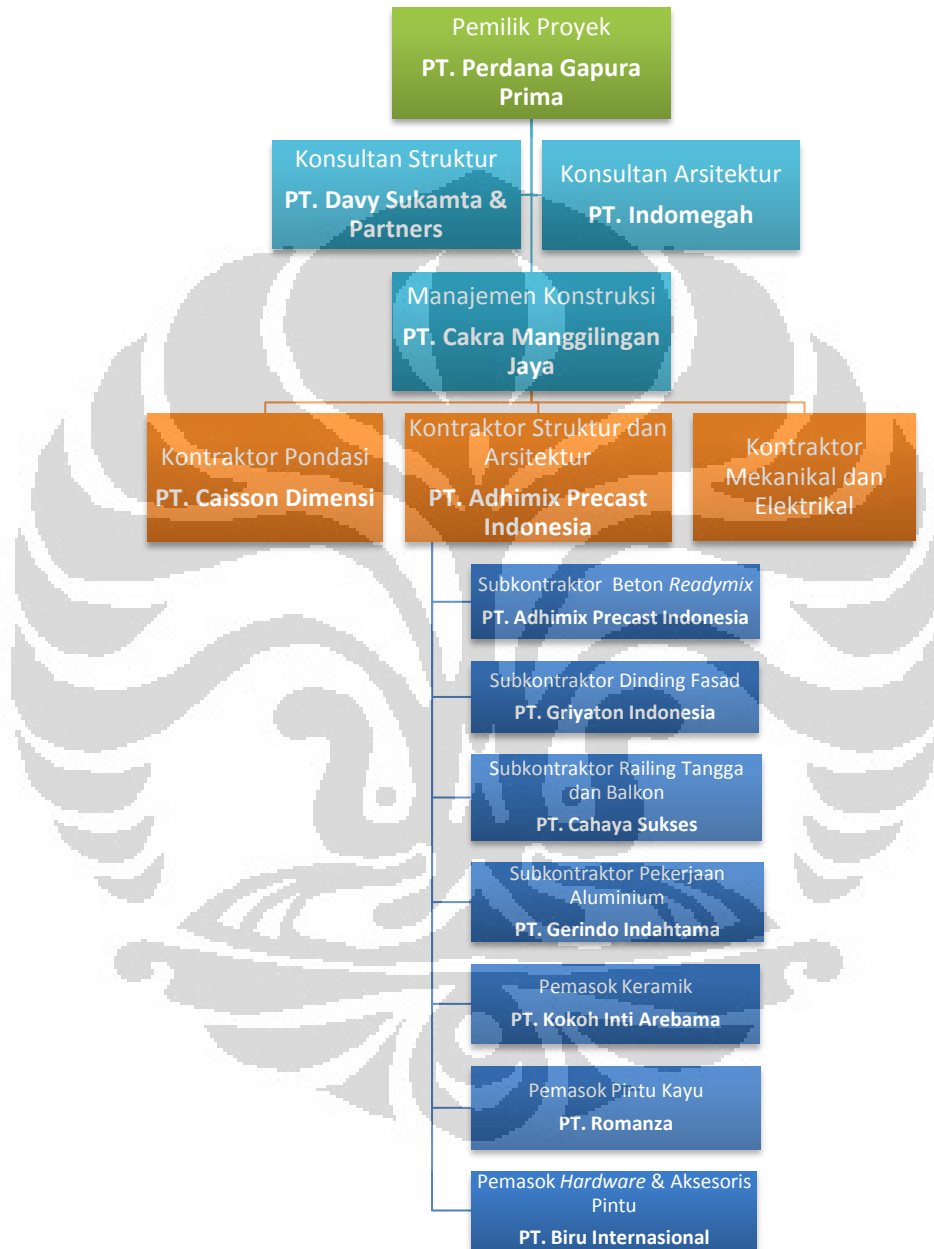 Pemilik Proyek
PT. Perdana Gapura
Prima
Konsultan Struktur
PT. Davy Sukamta &
Partners
Konsultan Arsitektur
PT. Indomegah
Manajemen Konstruksi
PT. Cakra Manggilingan
Jaya
Kontraktor Pondasi
PT. Caisson Dimensi
Kontraktor Struktur dan
Arsitektur
PT. Adhimix Precast
Indonesia
Kontraktor
Mekanikal dan
Elektrikal
Subkontraktor Beton Readymix
PT. Adhimix Precast Indonesia
Subkontraktor Dinding Fasad
PT. Griyaton Indonesia
Subkontraktor Railing Tangga
dan Balkon
PT. Cahaya Sukses
Subkontraktor Pekerjaan
Aluminium
PT. Gerindo Indahtama
Pemasok Keramik
PT. Kokoh Inti Arebama
Pemasok Pintu Kayu
PT. Romanza
Pemasok Hardware & Aksesoris
Pintu
PT. Biru Internasional